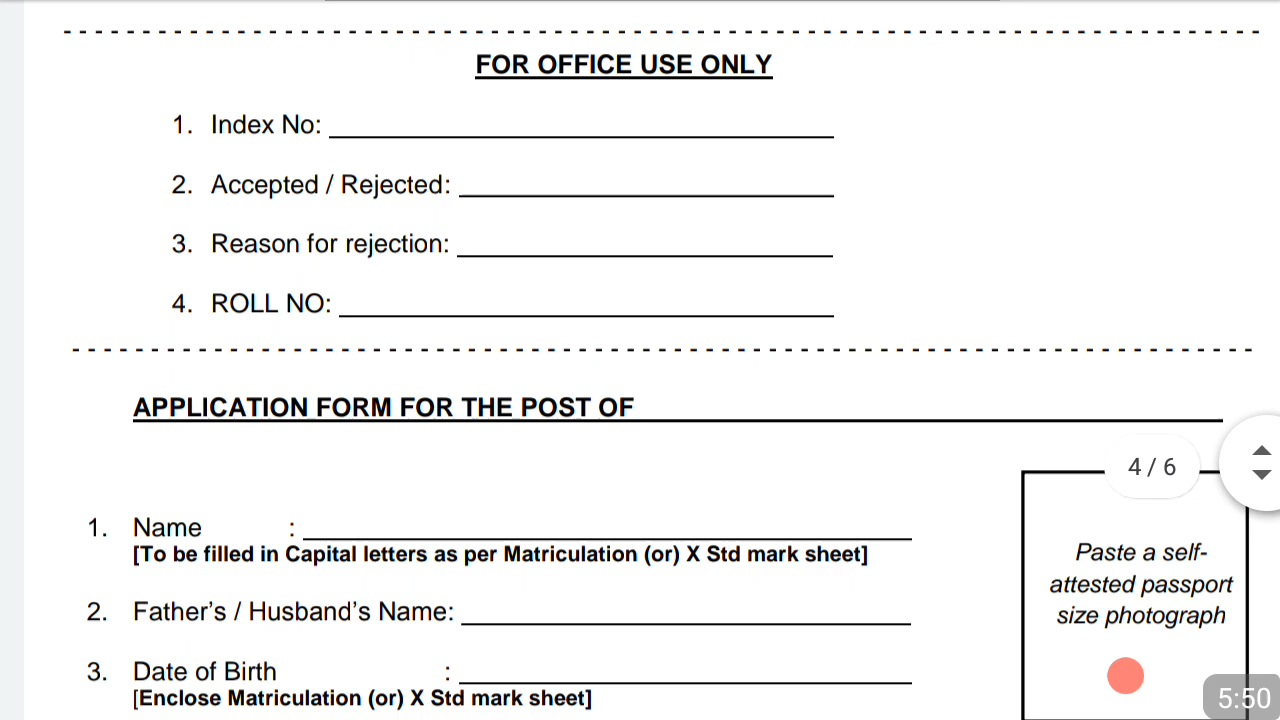 FOR OFFICE USE ONLY
1. Index No:
2. Accepted / Rejected:
3. Reason for rejection:
4. ROLL NO:
APPLICATION FORM FOR THE POST OF
4 / 6
1. Name :
[To be filled in Capital letters as per Matriculation (or) X Std mark sheet]
Paste a self-
attested passport
size photograph
2. Father’s / Husband’s Name:
3. Date of Birth :
[Enclose Matriculation (or) X Std mark sheet]
5:50